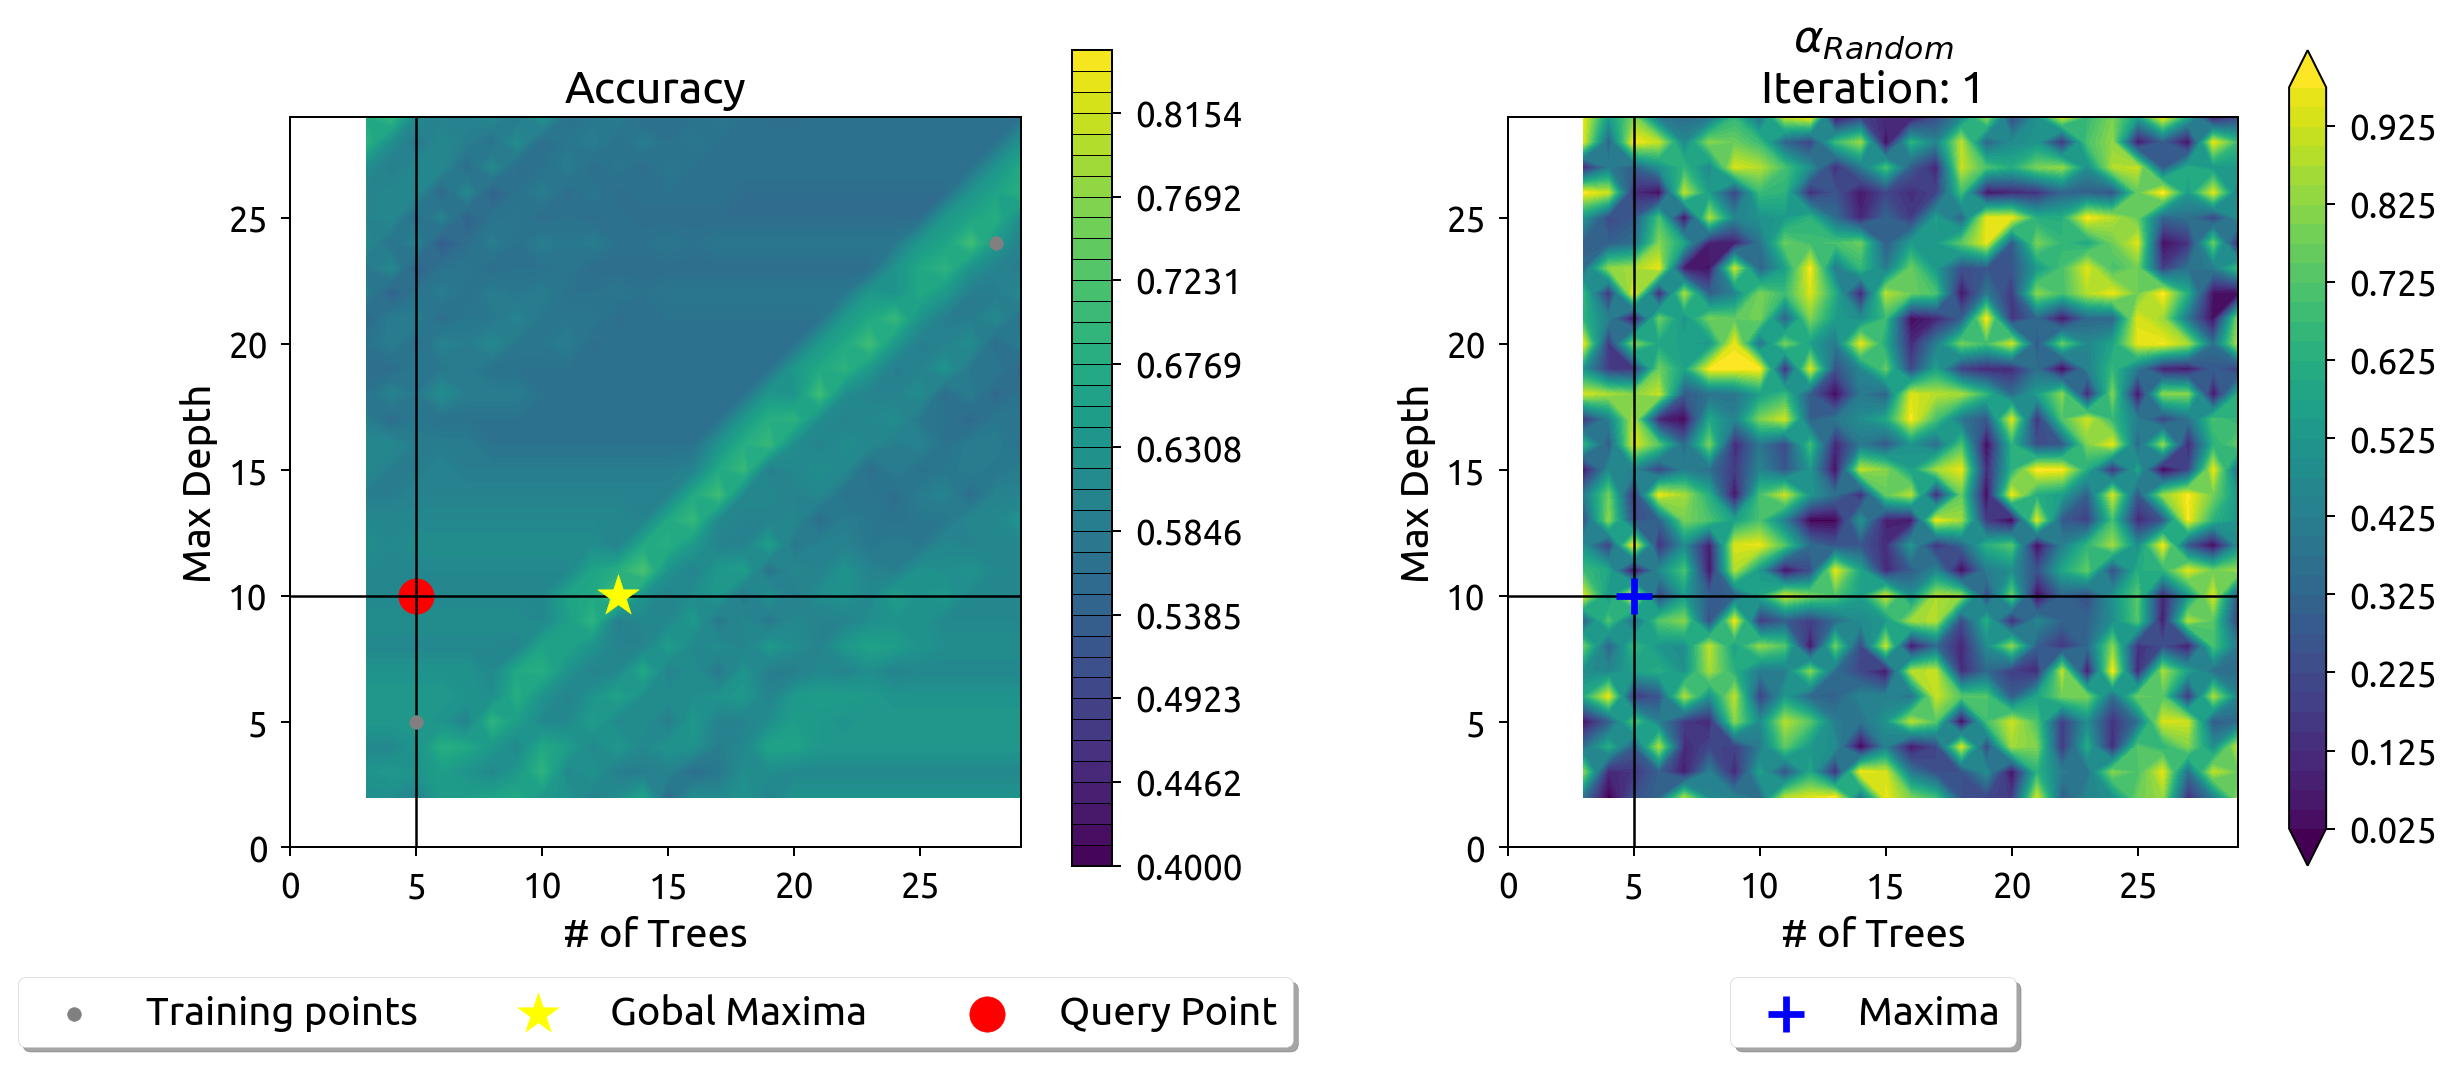 Accuracy
Max Depth
25
20
15
10
5
0
0 5 10 15 20 25
# of Trees
0.8154
0.7692
0.7231
0.6769
0.6308
0.5846
0.5385
0.4923
0.4462
0.4000
Training points Gobal Maxima Query Point
αRandom
Iteration: 1
Max Depth
25
20
15
10
5
0
0 5 10 15 20 25
# of Trees
0.925
0.825
0.725
0.625
0.525
0.425
0.325
0.225
0.125
0.025
Maxima